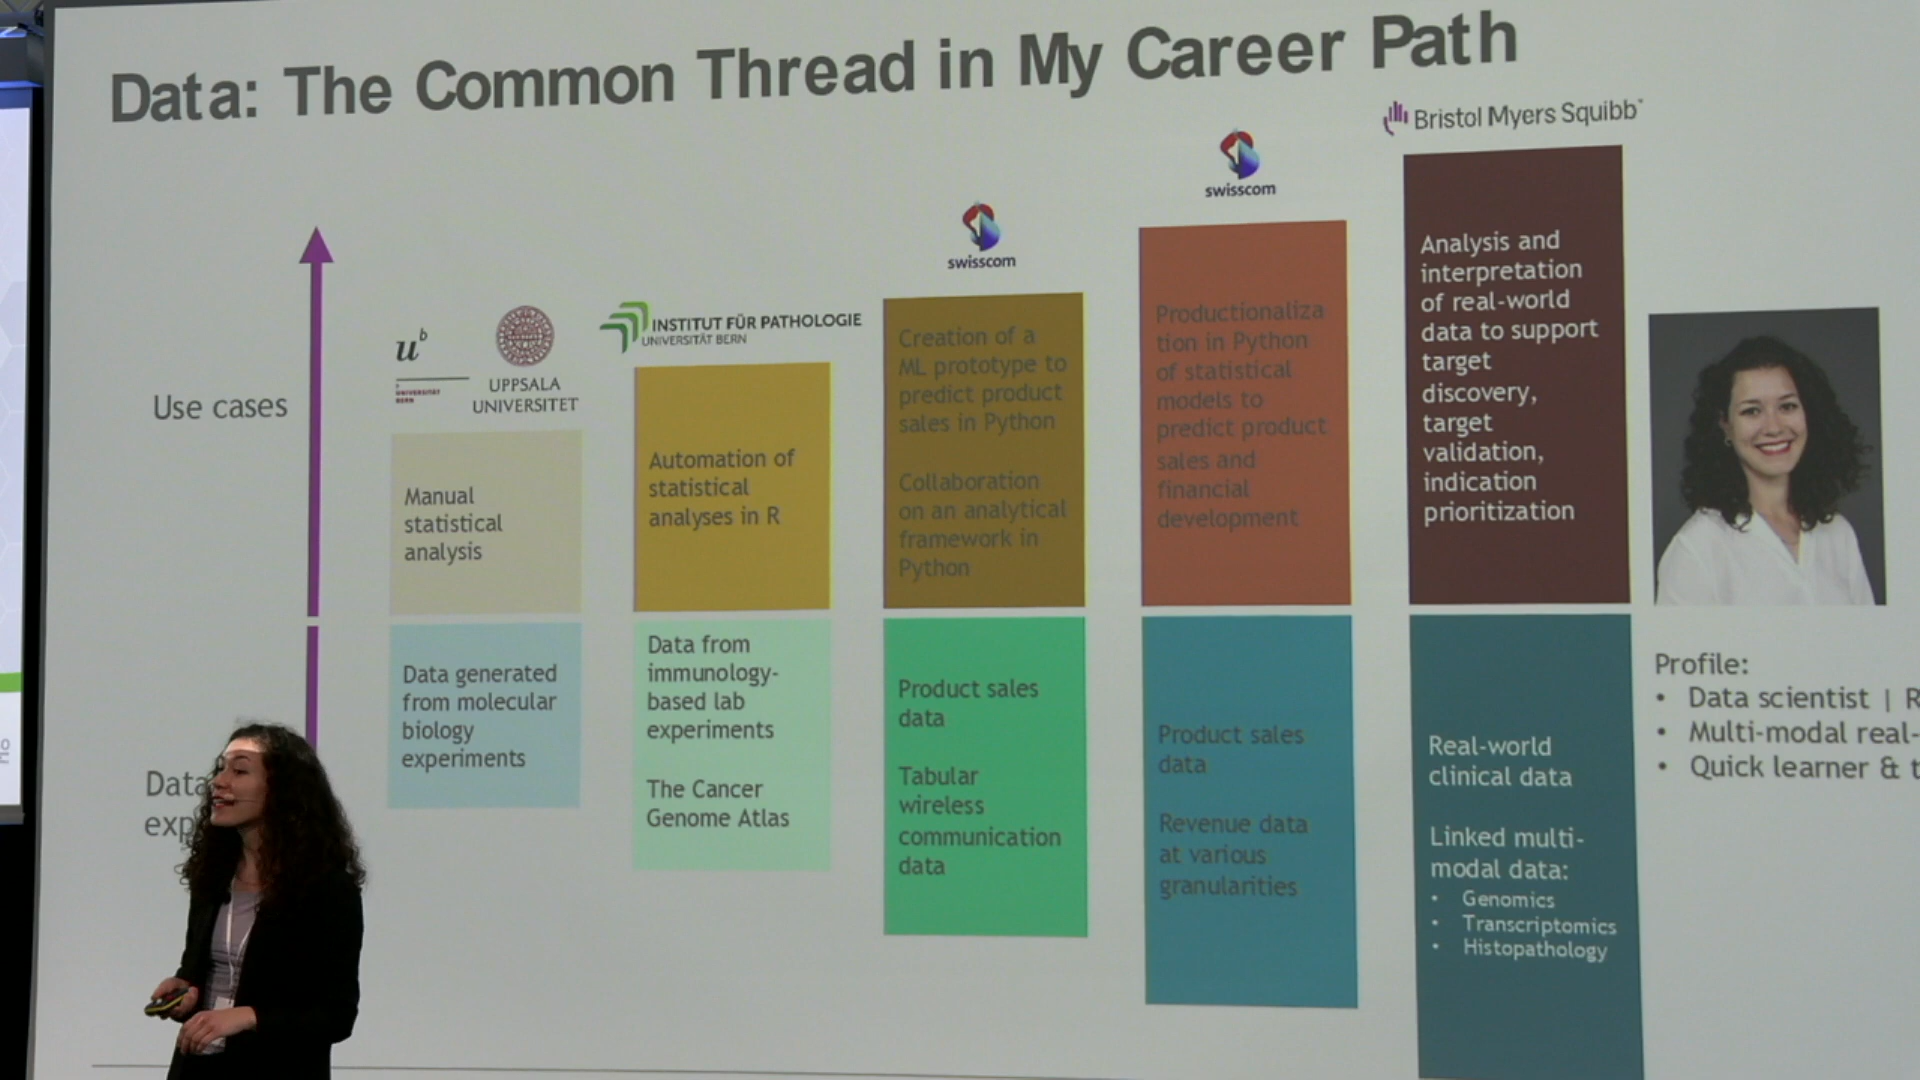 Data: The Common Thread in My Career Path
Bristol Myers Squibb
swisscom
swisscom
INSTITUT FÜR PATHOLOGIE
UNIVERSITÄT BERN
u^b
UNIVERSITÄT
BERN
UPPSALA
UNIVERSITET
Use cases
Manual
statistical
analysis
Automation of
statistical
analyses in R
Creation of a
ML prototype to
predict product
sales in Python
Collaboration
on an analytical
framework in
Python
Productionaliza
tion in Python
of statistical
models to
predict product
sales and
financial
development
Analysis and
interpretation
of real-world
data to support
target
discovery,
target
validation,
indication
prioritization
Data
exp
Data generated
from molecular
biology
experiments
Data from
immunology-
based lab
experiments
The Cancer
Genome Atlas
Product sales
data
Tabular
wireless
communication
data
Product sales
data
Revenue data
at various
granularities
Real-world
clinical data
Linked multi-
modal data:
• Genomics
• Transcriptomics
• Histopathology
Profile:
• Data scientist | R
• Multi-modal real-
• Quick learner & t